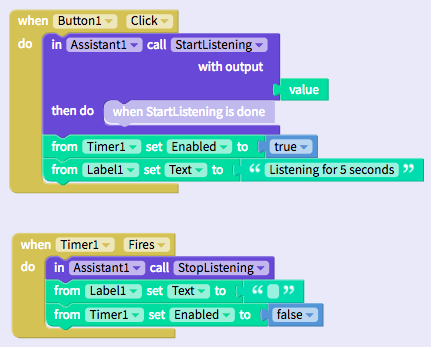 when Button1 Click
do in Assistant1 call StartListening
with output
value
then do when StartListening is done
from Timer1 set Enabled to true
from Label1 set Text to “ Listening for 5 seconds ”
when Timer1 Fires
do in Assistant1 call StopListening
from Label1 set Text to “ ”
from Timer1 set Enabled to false